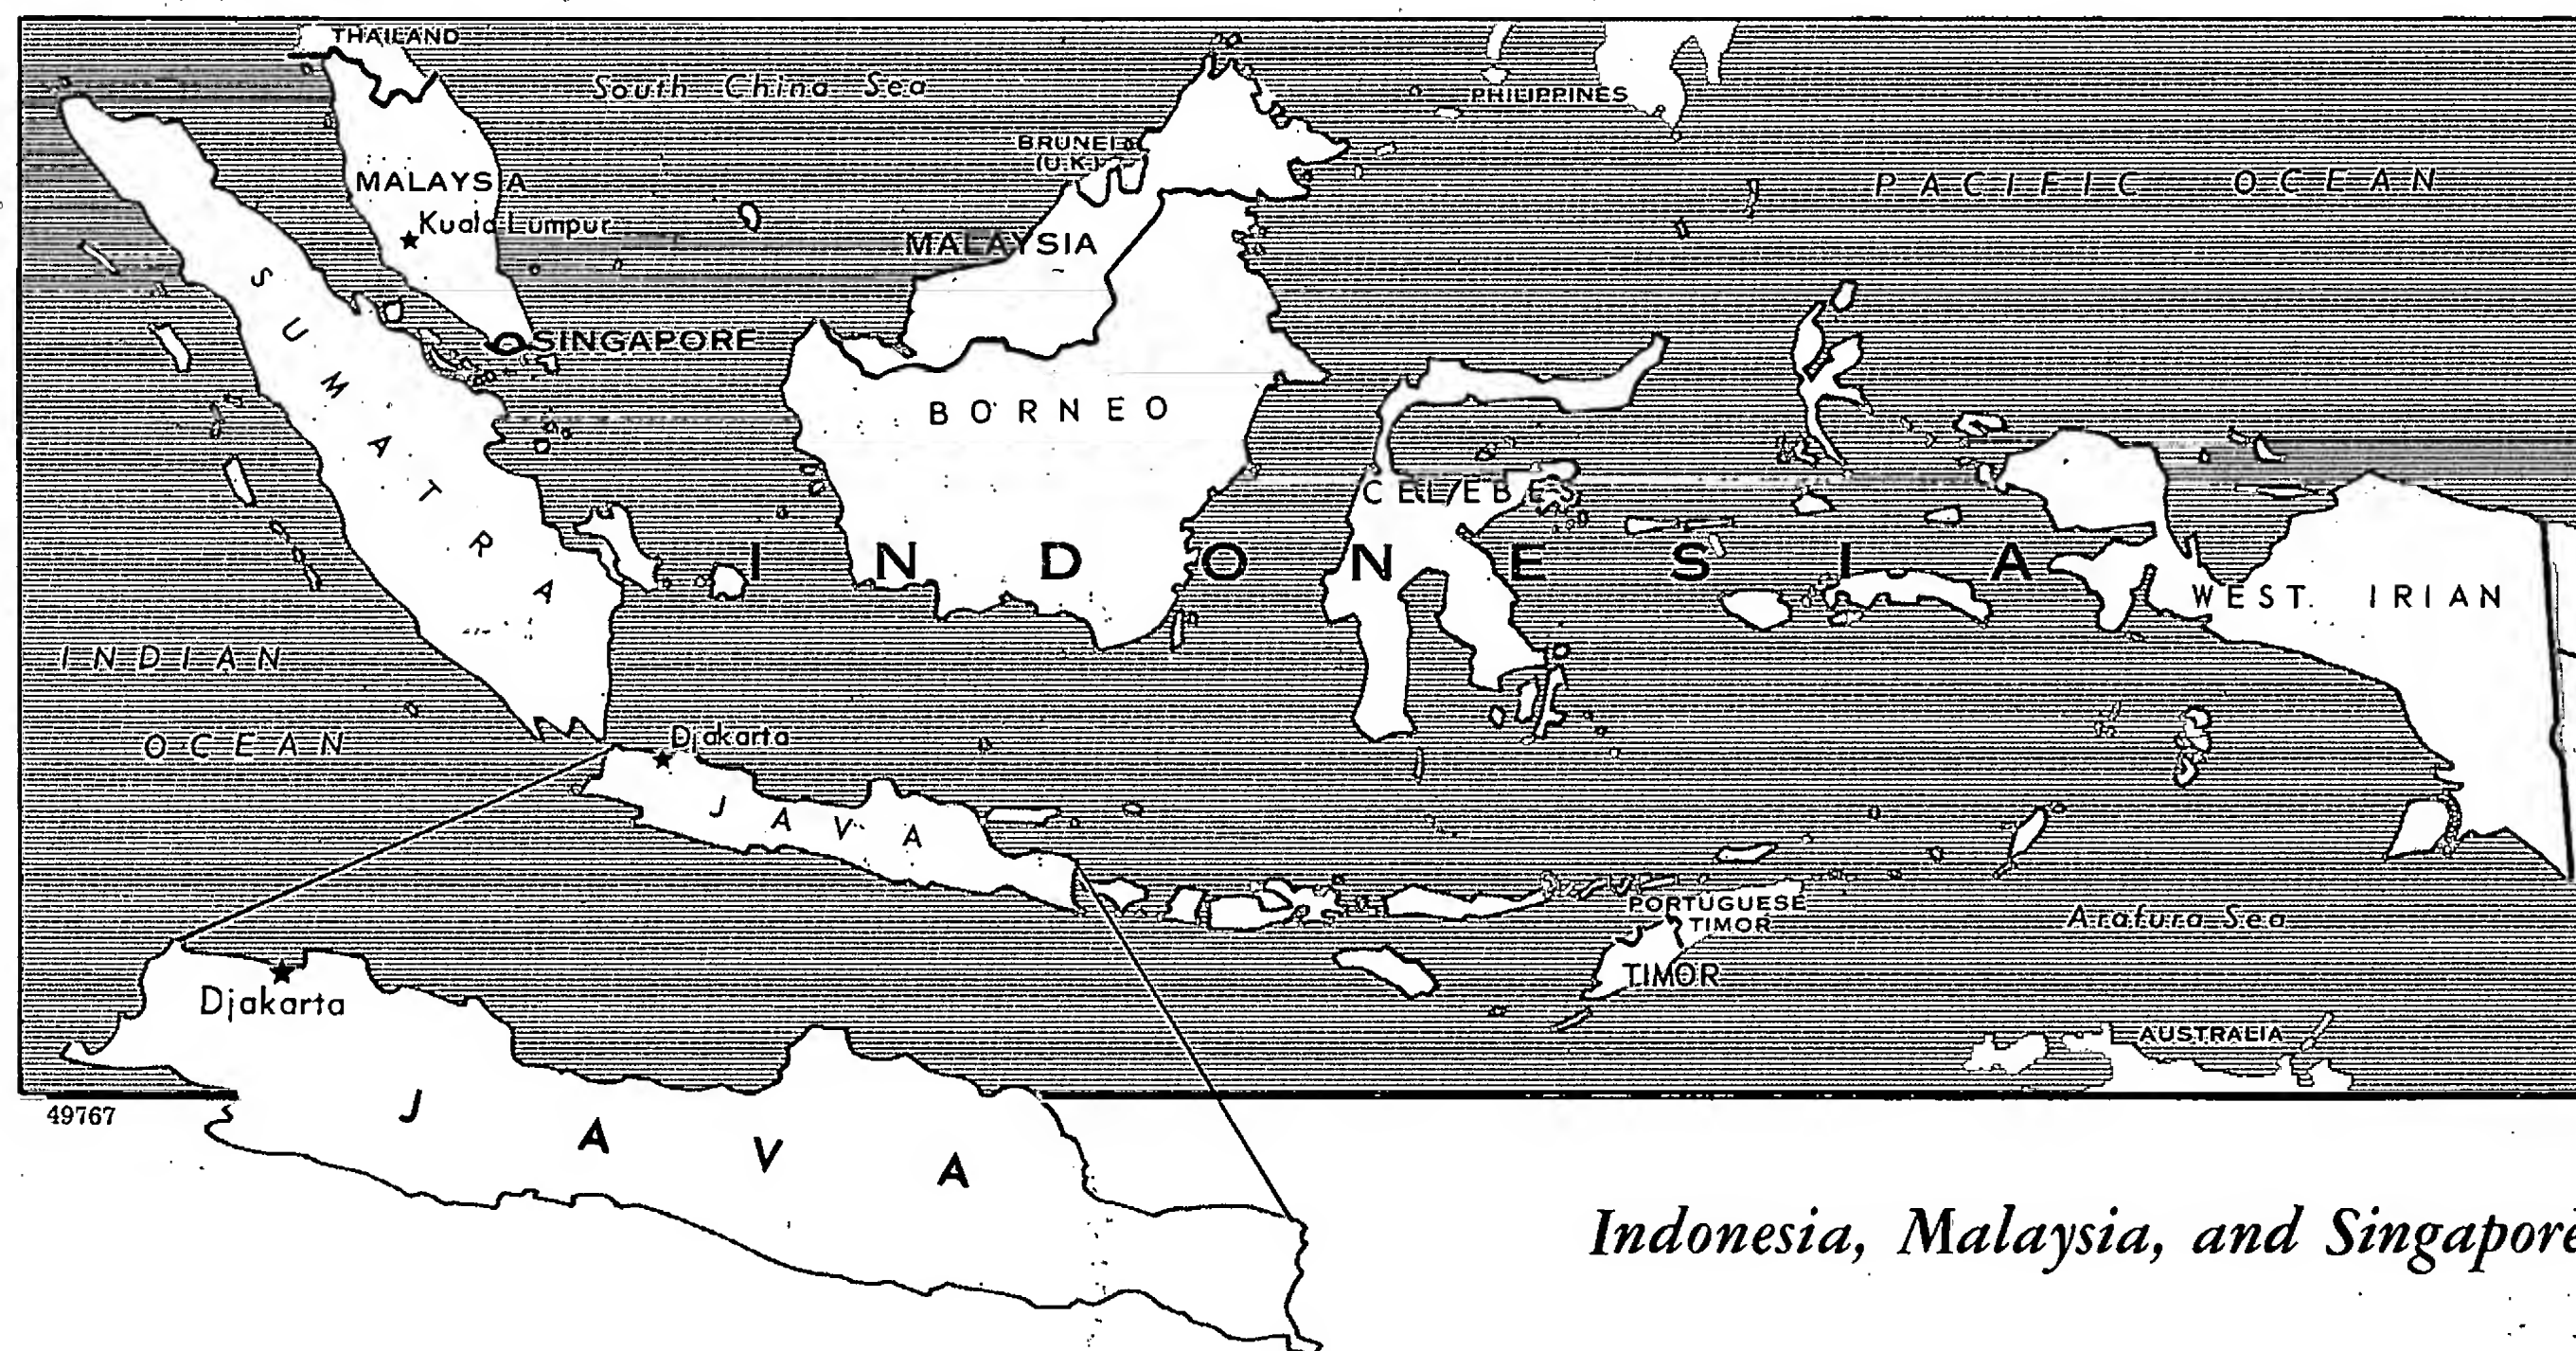 THAILAND
South China Sea
PHILIPPINES
BRUNEI
(U.K.)
MALAYSIA
PACIFIC OCEAN
Kuala Lumpur
MALAYSIA
SUMATRA
SINGAPORE
BORNEO
CELEBES
INDONESIA
WEST IRIAN
INDIAN
OCEAN
Djakarta
JAVA
PORTUGUESE
TIMOR
Arafura Sea
TIMOR
Djakarta
AUSTRALIA
49767
JAVA
Indonesia, Malaysia, and Singapore